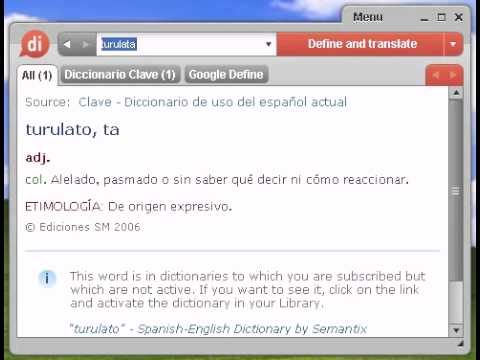 Menu
di
turulata
Define and translate
All (1)
Diccionario Clave (1)
Google Define
Source: Clave - Diccionario de uso del español actual
turulato, ta
adj.
col. Alelado, pasmado o sin saber qué decir ni cómo reaccionar.
ETIMOLOGÍA: De origen expresivo.
© Ediciones SM 2006
This word is in dictionaries to which you are subscribed but
which are not active. If you want to see it, click on the link
and activate the dictionary in your Library.
"turulato" - Spanish-English Dictionary by Semantix